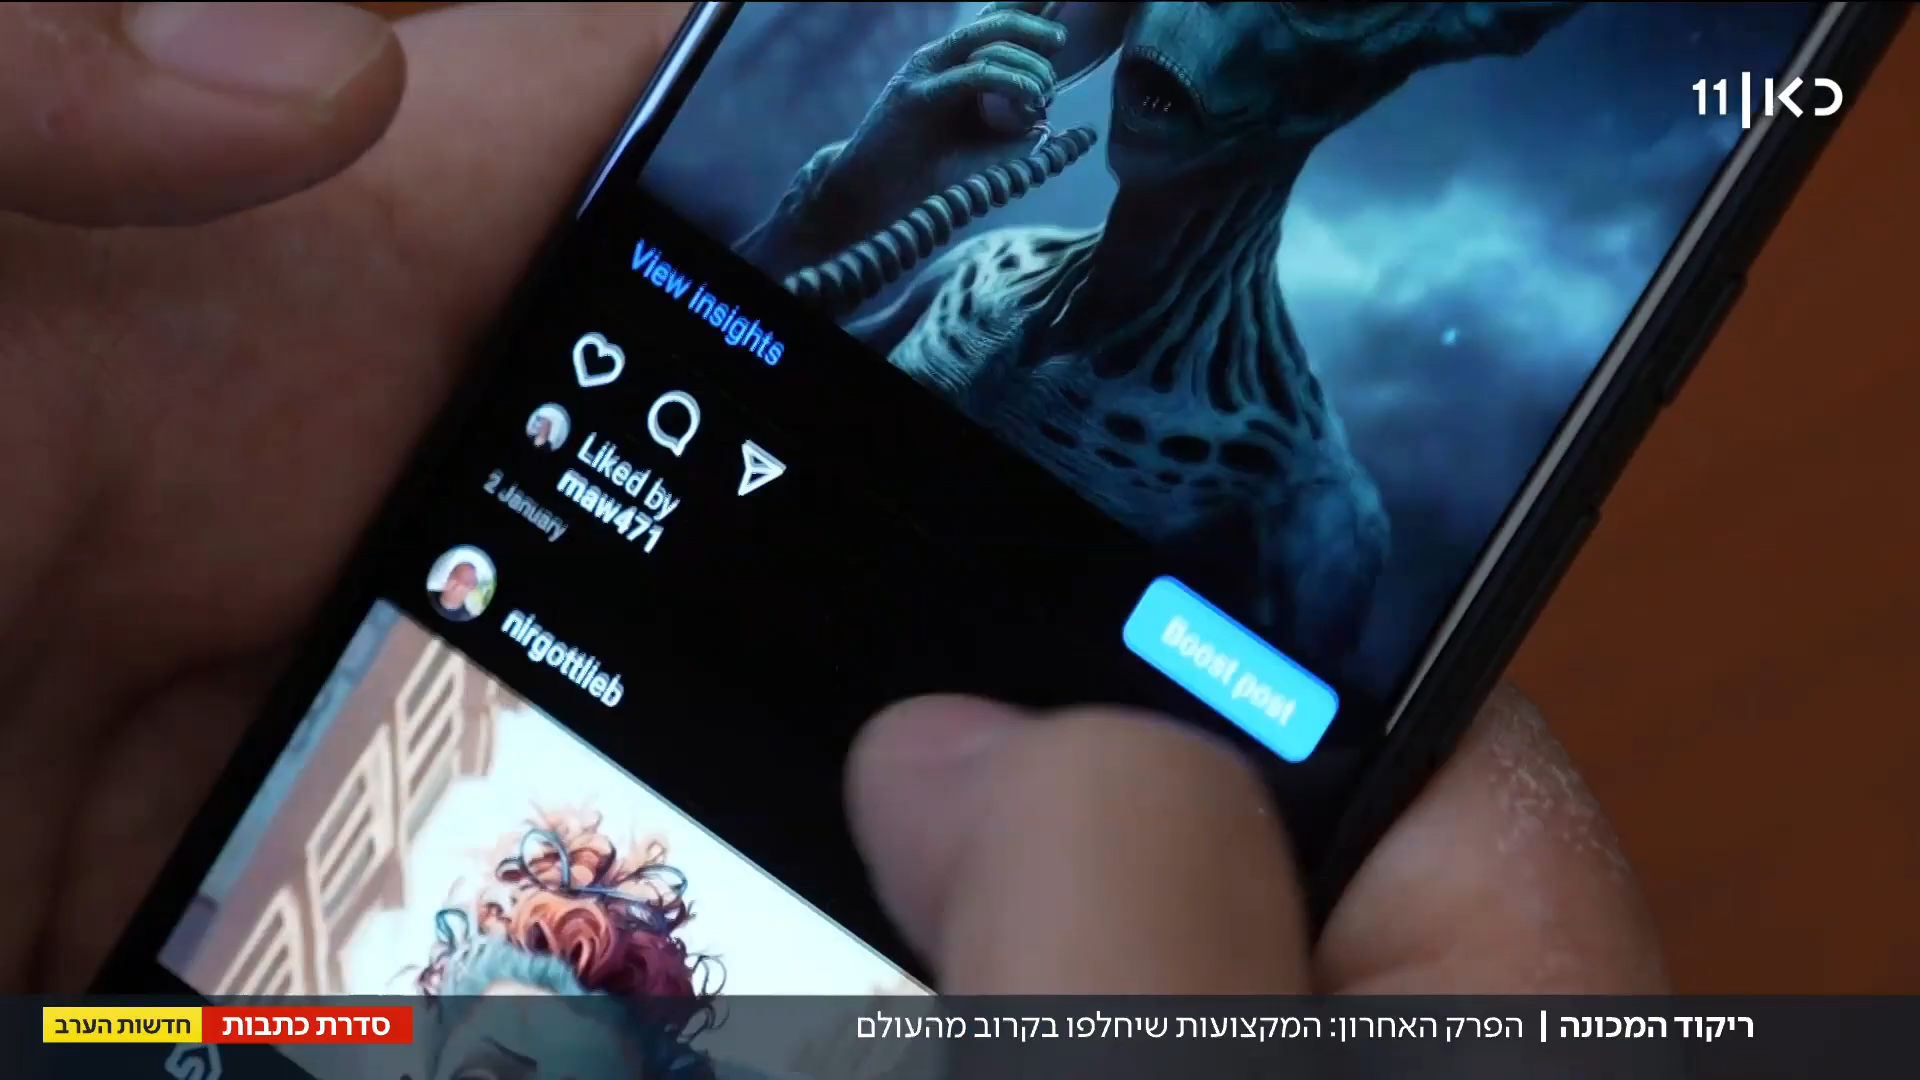 כאן 11
View insights
Liked by
maw471
2 January
nirgottlieb
Boost post
ריקוד המכונה | הפרק האחרון: המקצועות שיחלפו בקרוב מהעולם
סדרת כתבות
חדשות הערב